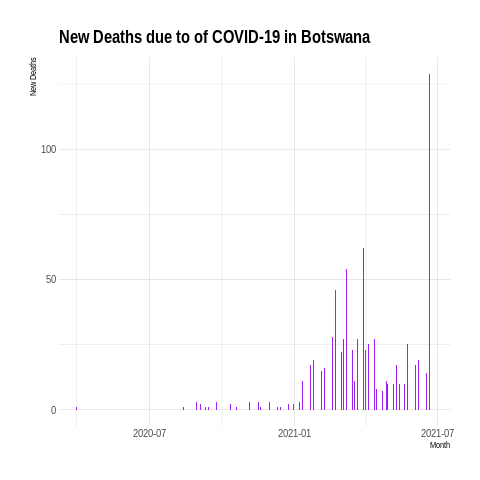 New Deaths due to of COVID-19 in Botswana
New Deaths
100
50
0
2020-07
2021-01
2021-07
Month